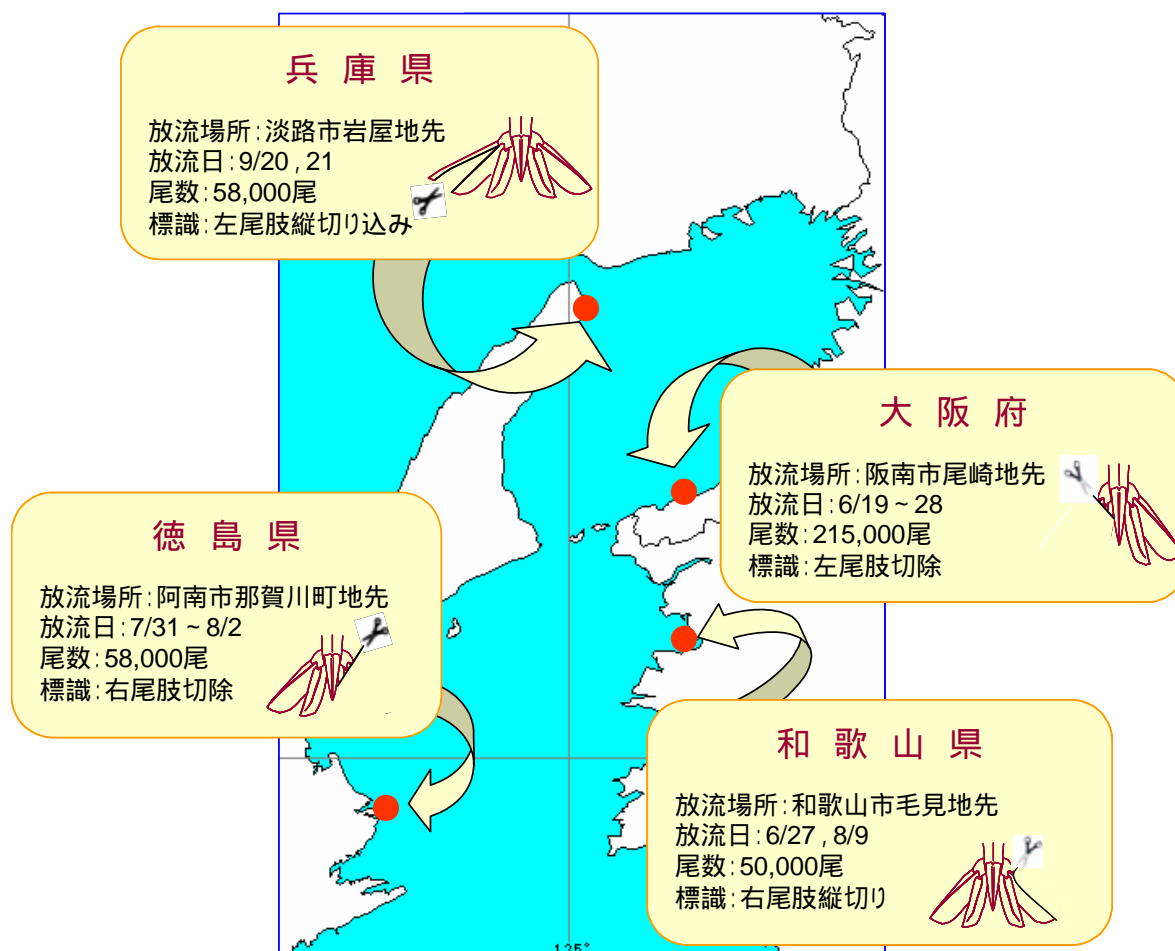 兵庫県
放流場所:淡路市岩屋地先
放流日:9/20 , 21
尾数:58,000尾
標識:左尾肢縦切り込み
大阪府
放流場所:阪南市尾崎地先
放流日:6/19 ~ 28
尾数:215,000尾
標識:左尾肢切除
徳島県
放流場所:阿南市那賀川町地先
放流日:7/31 ~ 8/2
尾数:58,000尾
標識:右尾肢切除
和歌山県
放流場所:和歌山市毛見地先
放流日:6/27 , 8/9
尾数:50,000尾
標識:右尾肢縦切り
135°